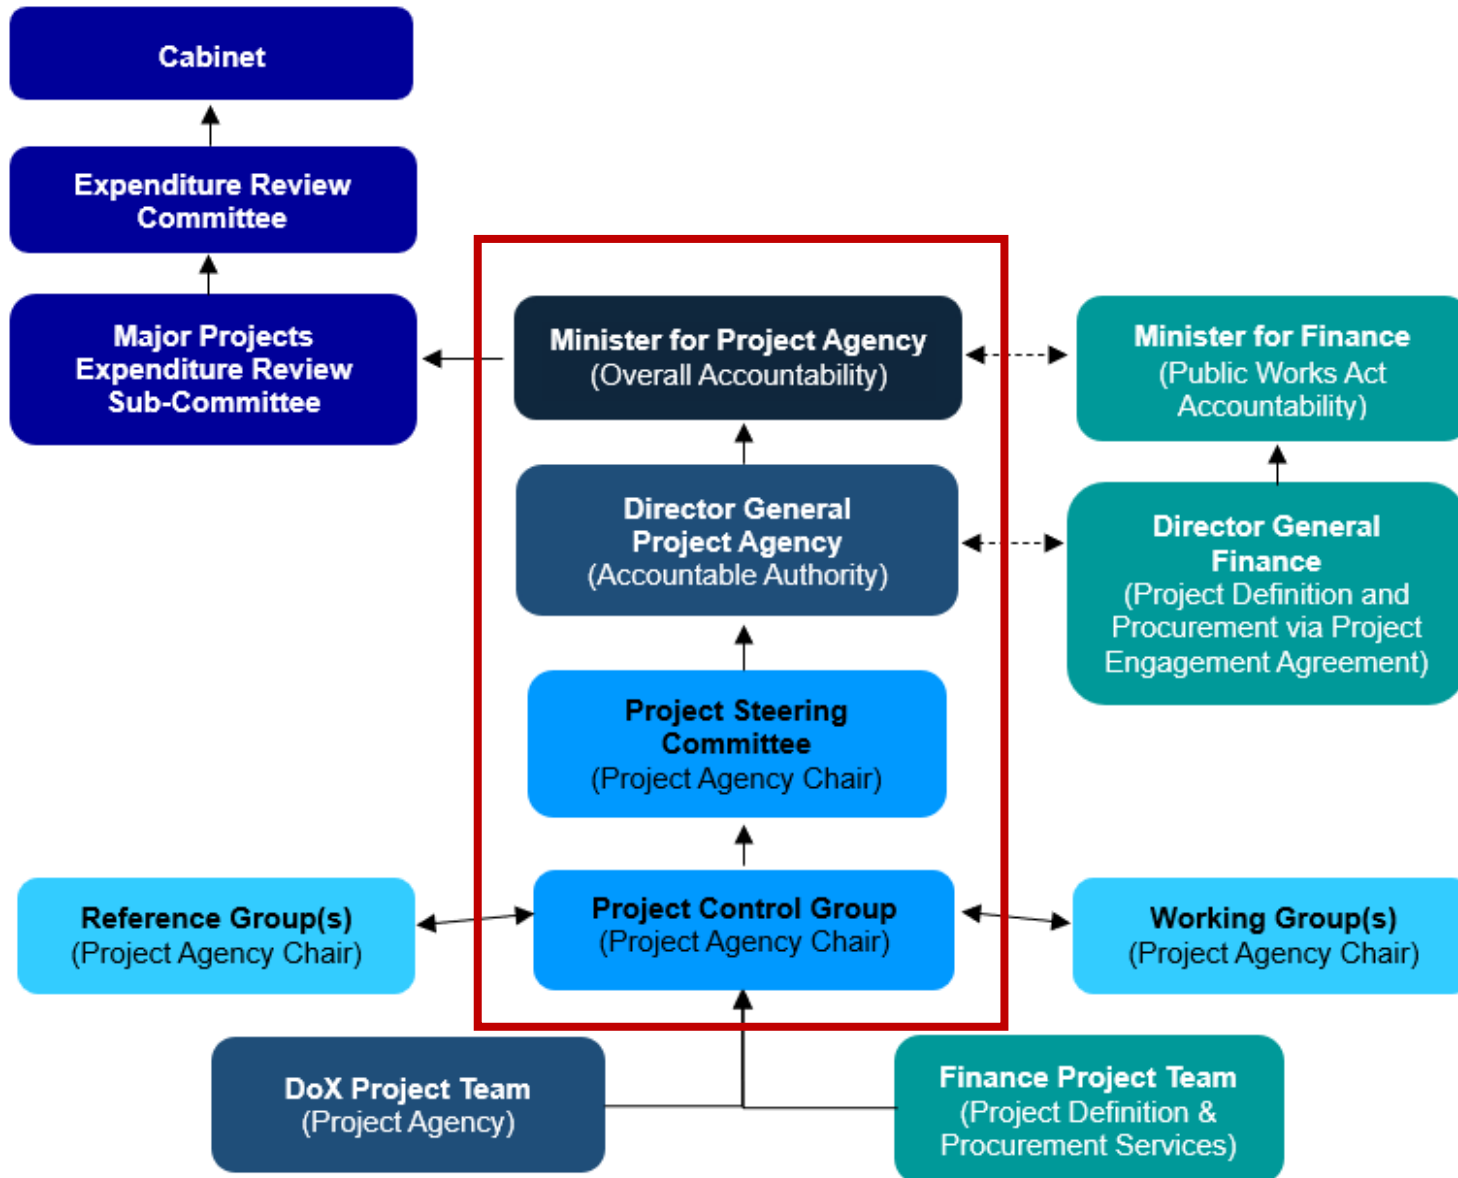 Cabinet
Expenditure Review
Committee
Major Projects
Expenditure Review
Sub-Committee
Minister for Project Agency
(Overall Accountability)
Minister for Finance
(Public Works Act
Accountability)
Director General
Project Agency
(Accountable Authority)
Director General
Finance
(Project Definition and
Procurement via Project
Engagement Agreement)
Project Steering
Committee
(Project Agency Chair)
Reference Group(s)
(Project Agency Chair)
Project Control Group
(Project Agency Chair)
Working Group(s)
(Project Agency Chair)
DoX Project Team
(Project Agency)
Finance Project Team
(Project Definition &
Procurement Services)